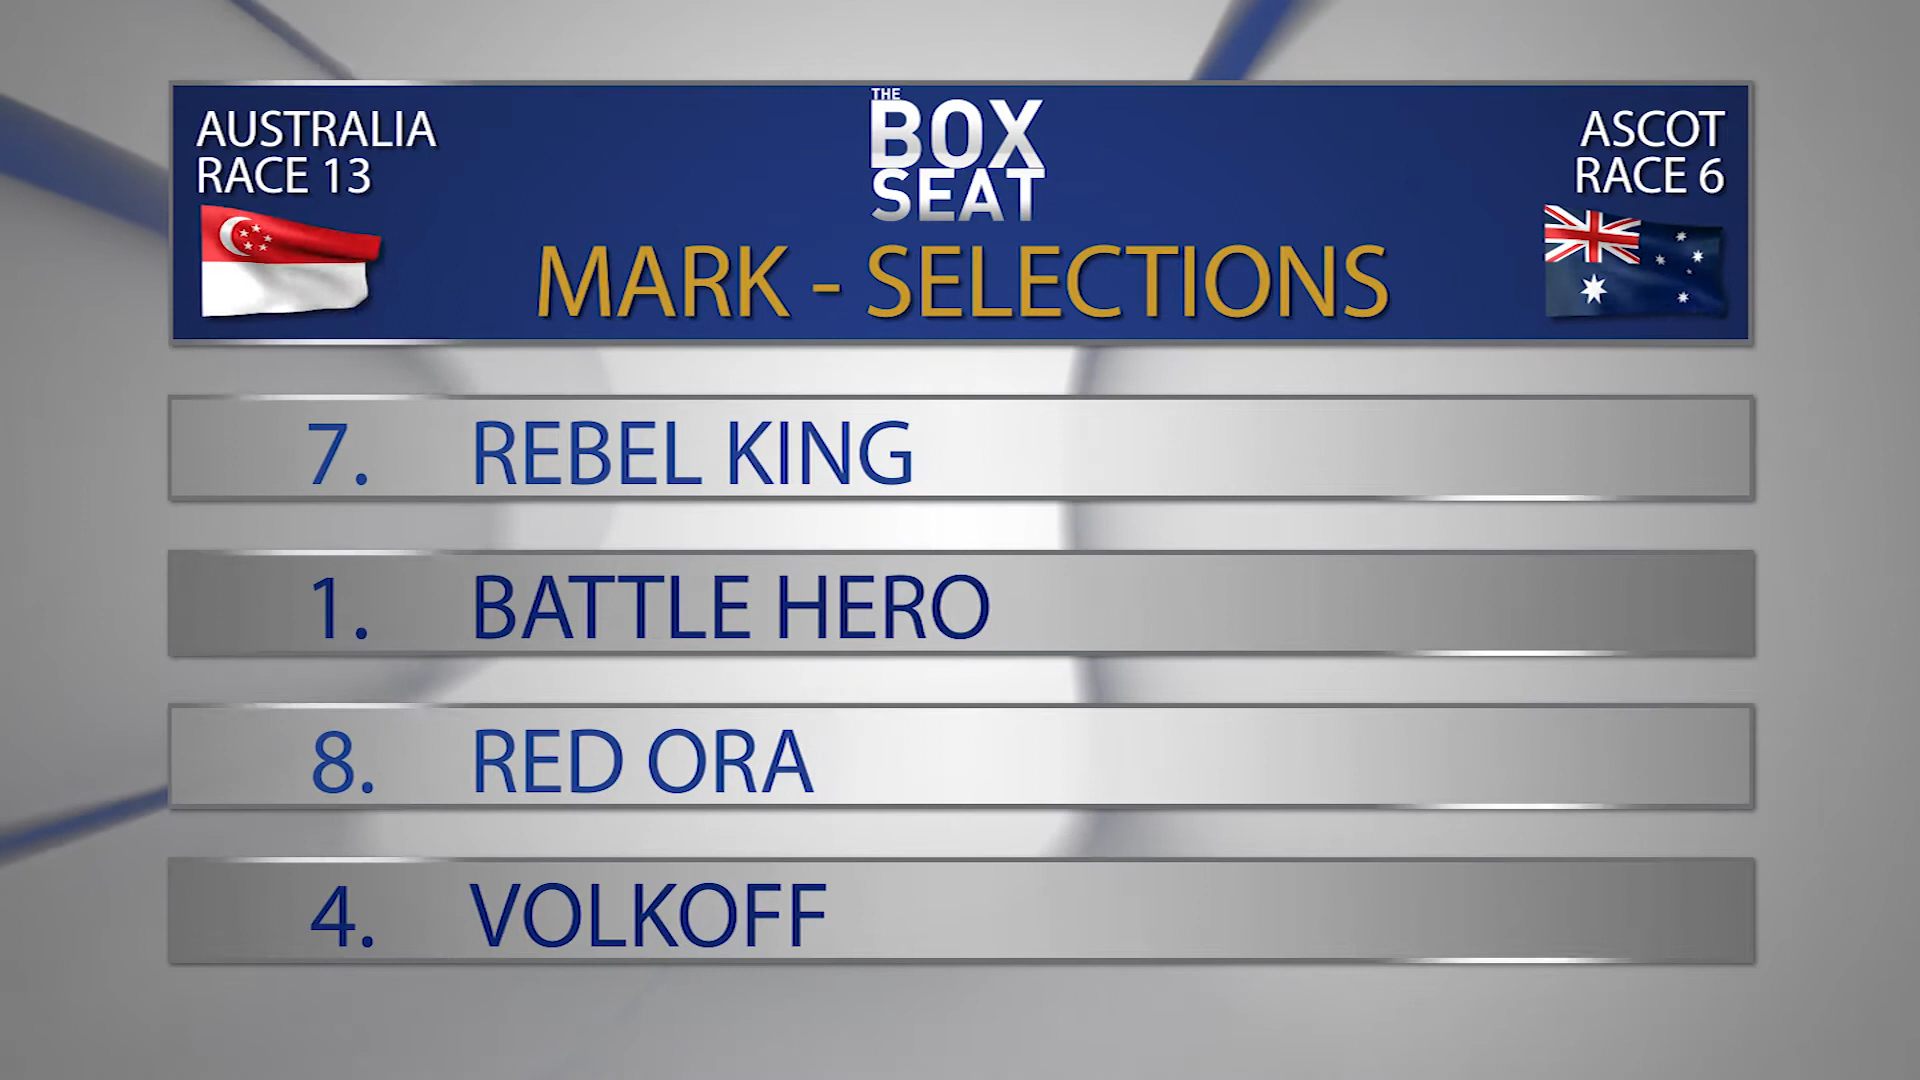 AUSTRALIA
RACE 13
THE
BOX
SEAT
ASCOT
RACE 6
MARK - SELECTIONS
7. REBEL KING
1. BATTLE HERO
8. RED ORA
4. VOLKOFF